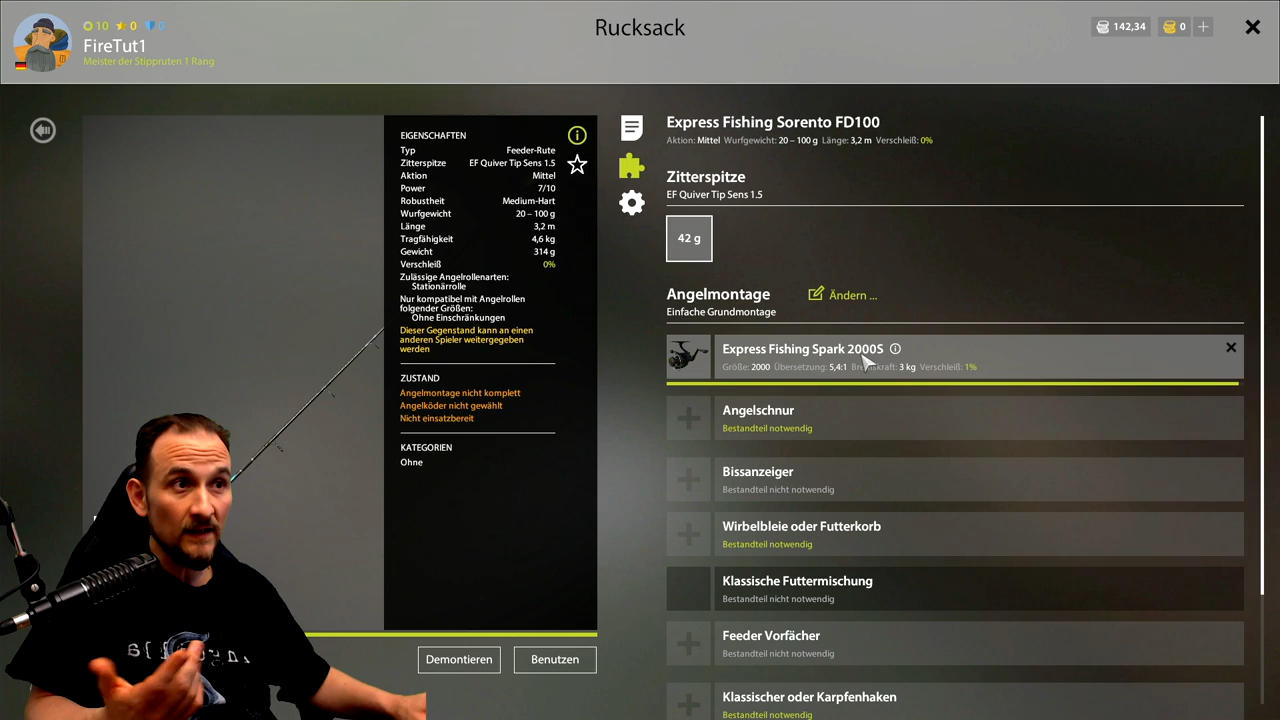 10 0 0
Rucksack
142,34 0
FireTut1
Meister der Stippruten 1 Rang
EIGENSCHAFTEN
Typ Feeder-Rute
Zitterspitze EF Quiver Tip Sens 1.5
Aktion Mittel
Power 7/10
Robustheit Medium-Hart
Wurfgewicht 20 – 100 g
Länge 3,2 m
Tragfähigkeit 4,6 kg
Gewicht 314 g
Verschleiß 0%
Zulässige Angelrollenarten:
Stationärrolle
Nur kompatibel mit Angelrollen
folgender Größen:
Ohne Einschränkungen
Dieser Gegenstand kann an einen
anderen Spieler weitergegeben
werden
ZUSTAND
Angelmontage nicht komplett
Angelköder nicht gewählt
Nicht einsatzbereit
KATEGORIEN
Ohne
Demontieren
Benutzen
Express Fishing Sorento FD100
Aktion: Mittel Wurfgewicht: 20 – 100 g Länge: 3,2 m Verschleiß: 0%
Zitterspitze
EF Quiver Tip Sens 1.5
42 g
Angelmontage Ändern ...
Einfache Grundmontage
Express Fishing Spark 2000S
Größe: 2000 Übersetzung: 5,4:1 3 kg Verschleiß: 1%
Angelschnur
Bestandteil notwendig
Bissanzeiger
Bestandteil nicht notwendig
Wirbelbleie oder Futterkorb
Bestandteil notwendig
Klassische Futtermischung
Bestandteil nicht notwendig
Feeder Vorfächer
Bestandteil nicht notwendig
Klassischer oder Karpfenhaken
Bestandteil notwendig